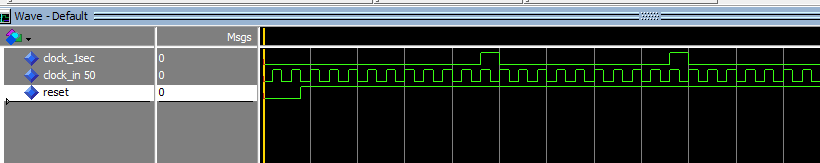 Wave - Default
Msgs
clock_1sec 0
clock_in 50 0
reset 0